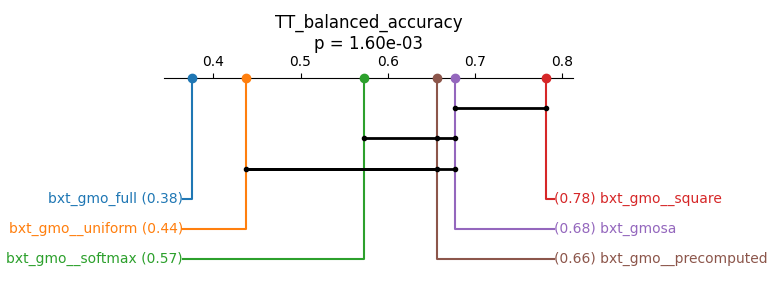 TT_balanced_accuracy
p = 1.60e-03
0.4 0.5 0.6 0.7 0.8
bxt_gmo_full (0.38) (0.78) bxt_gmo__square
bxt_gmo__uniform (0.44) (0.68) bxt_gmosa
bxt_gmo__softmax (0.57) (0.66) bxt_gmo__precomputed